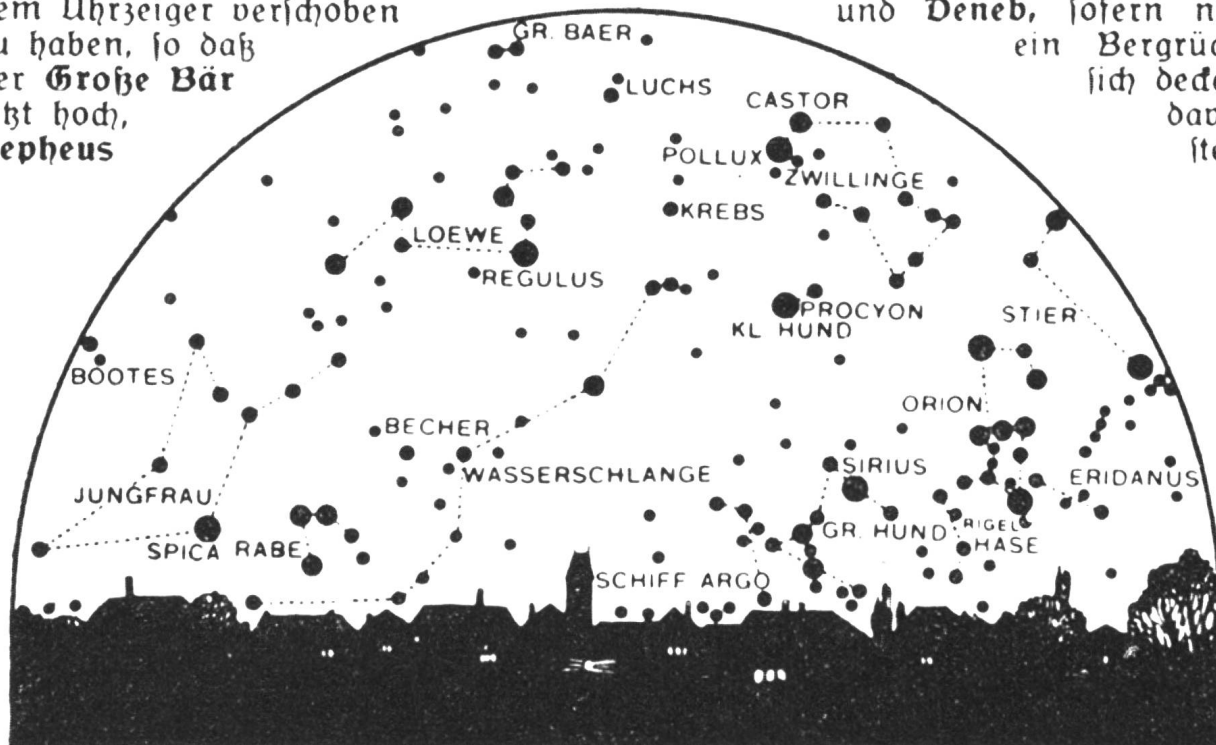 em Uhrzeiger verschoben
u haben, so daß
er Große Bär
tzt hoch,
epheus
und Deneb, sofern n
ein Bergrüc
sich decke
dar
ste
GR. BAER
LUCHS
CASTOR
POLLUX
ZWILLINGE
KREBS
LOEWE
REGULUS
PROCYON
KL HUND
STIER
BOOTES
ORION
BECHER
WASSERSCHLANGE
SIRIUS
ERIDANUS
JUNGFRAU
SPICA RABE
GR. HUND
RIGEL
HASE
SCHIFF ARGO